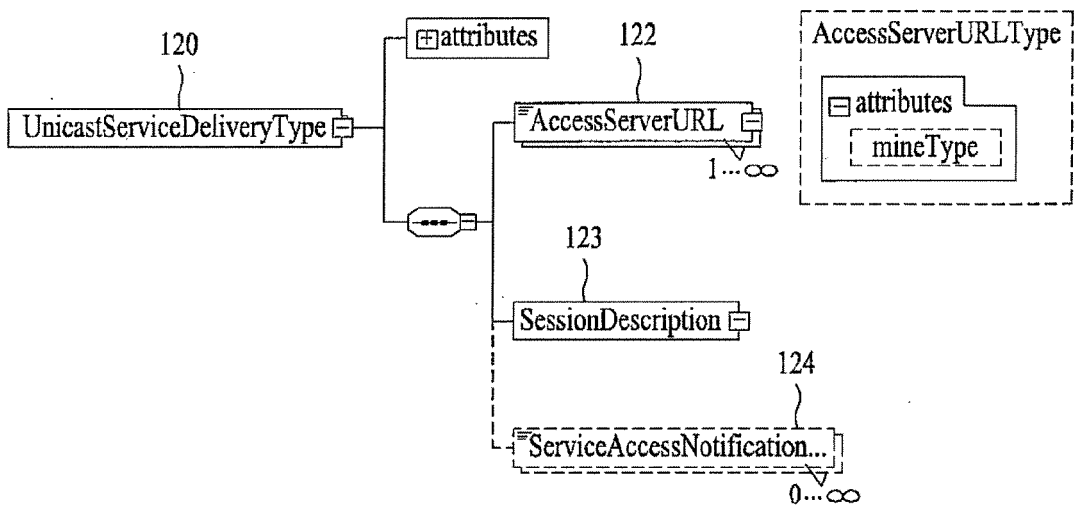 120
UnicastServiceDeliveryType
attributes
122
AccessServerURL
1...∞
AccessServerURLType
attributes
mineType
123
SessionDescription
124
ServiceAccessNotification...
0...∞